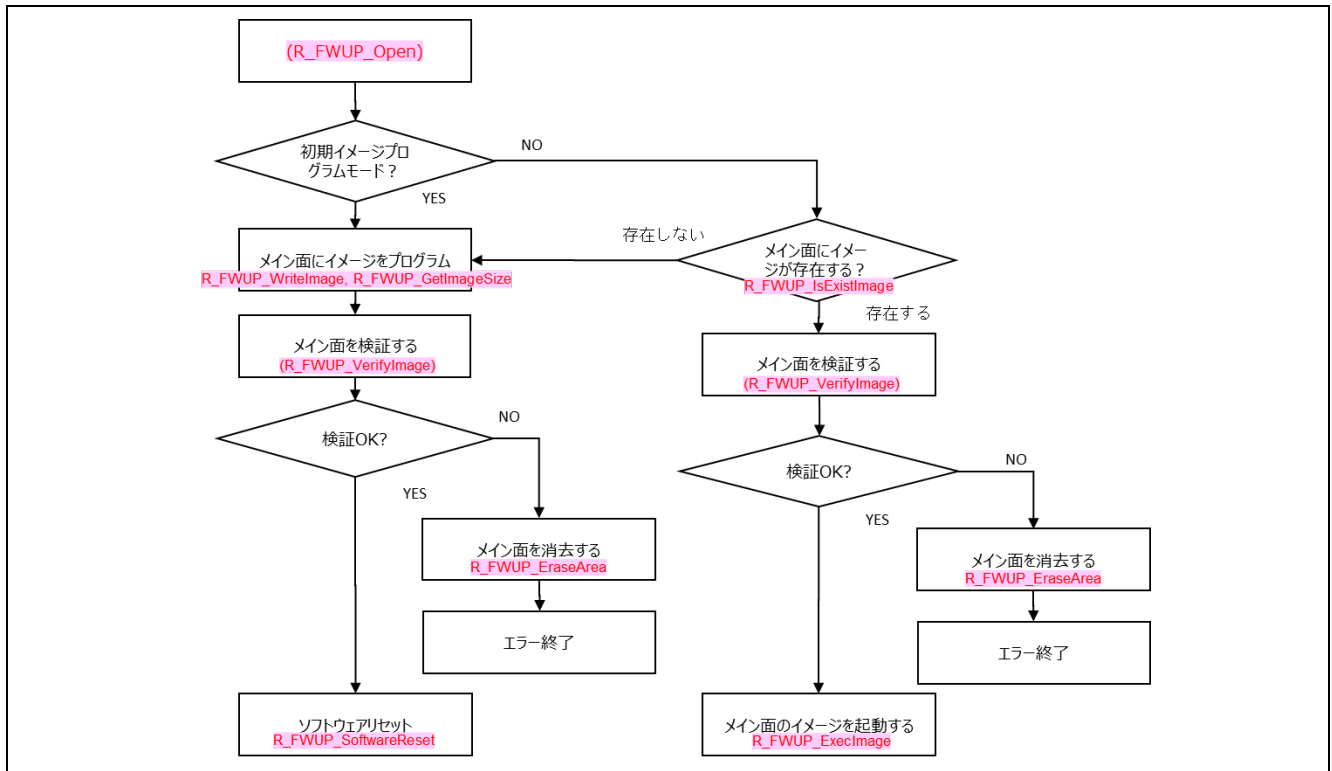 (R_FWUP_Open)
初期イメージプロ
グラムモード？
NO
YES
メイン面にイメージをプログラム
R_FWUP_WriteImage, R_FWUP_GetImageSize
存在しない
メイン面にイメー
ジが存在する？
R_FWUP_IsExistImage
存在する
メイン面を検証する
(R_FWUP_VerifyImage)
メイン面を検証する
(R_FWUP_VerifyImage)
検証OK?
NO
YES
検証OK?
NO
YES
メイン面を消去する
R_FWUP_EraseArea
メイン面を消去する
R_FWUP_EraseArea
エラー終了
エラー終了
ソフトウェアリセット
R_FWUP_SoftwareReset
メイン面のイメージを起動する
R_FWUP_ExecImage